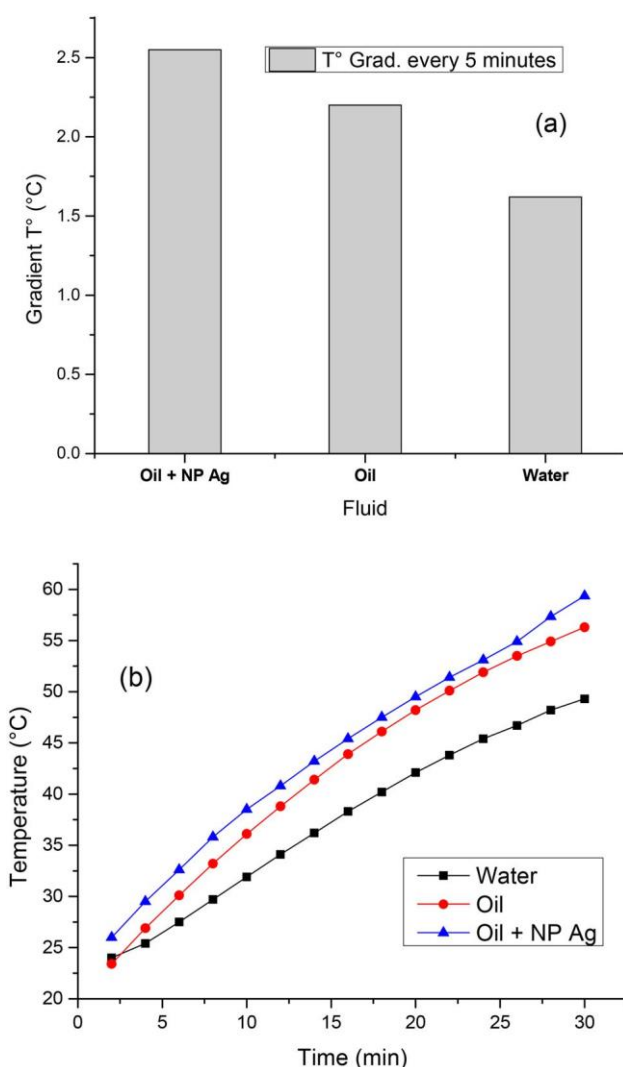 T° Grad. every 5 minutes
(a)
Gradient T° (°C)
2.5
2.0
1.5
1.0
0.5
0.0
Oil + NP Ag
Oil
Water
Fluid
(b)
Temperature (°C)
60
55
50
45
40
35
30
25
20
Water
Oil
Oil + NP Ag
0
5
10
15
20
25
30
Time (min)